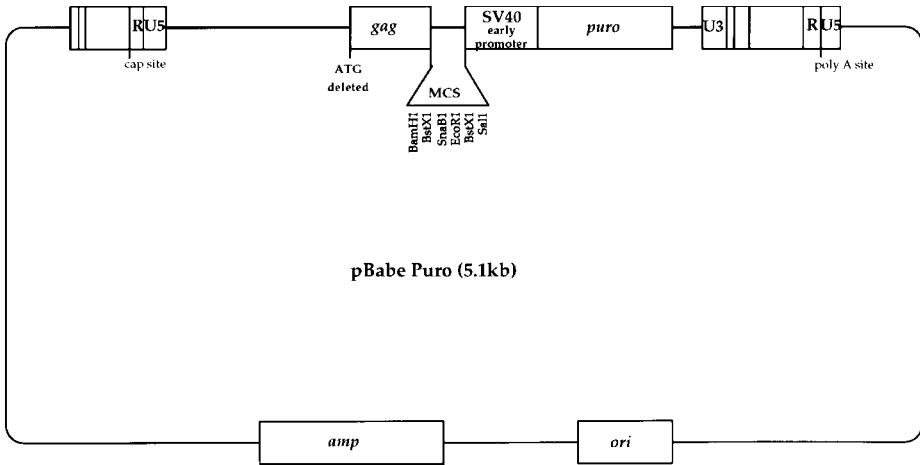 RU5
gag
SV40
early
promoter
puro
U3
R U5
cap site
ATG
deleted
poly A site
MCS
BamH1
BstX1
SnaB1
EcoR1
BstX1
Sal1
pBabe Puro (5.1kb)
amp
ori